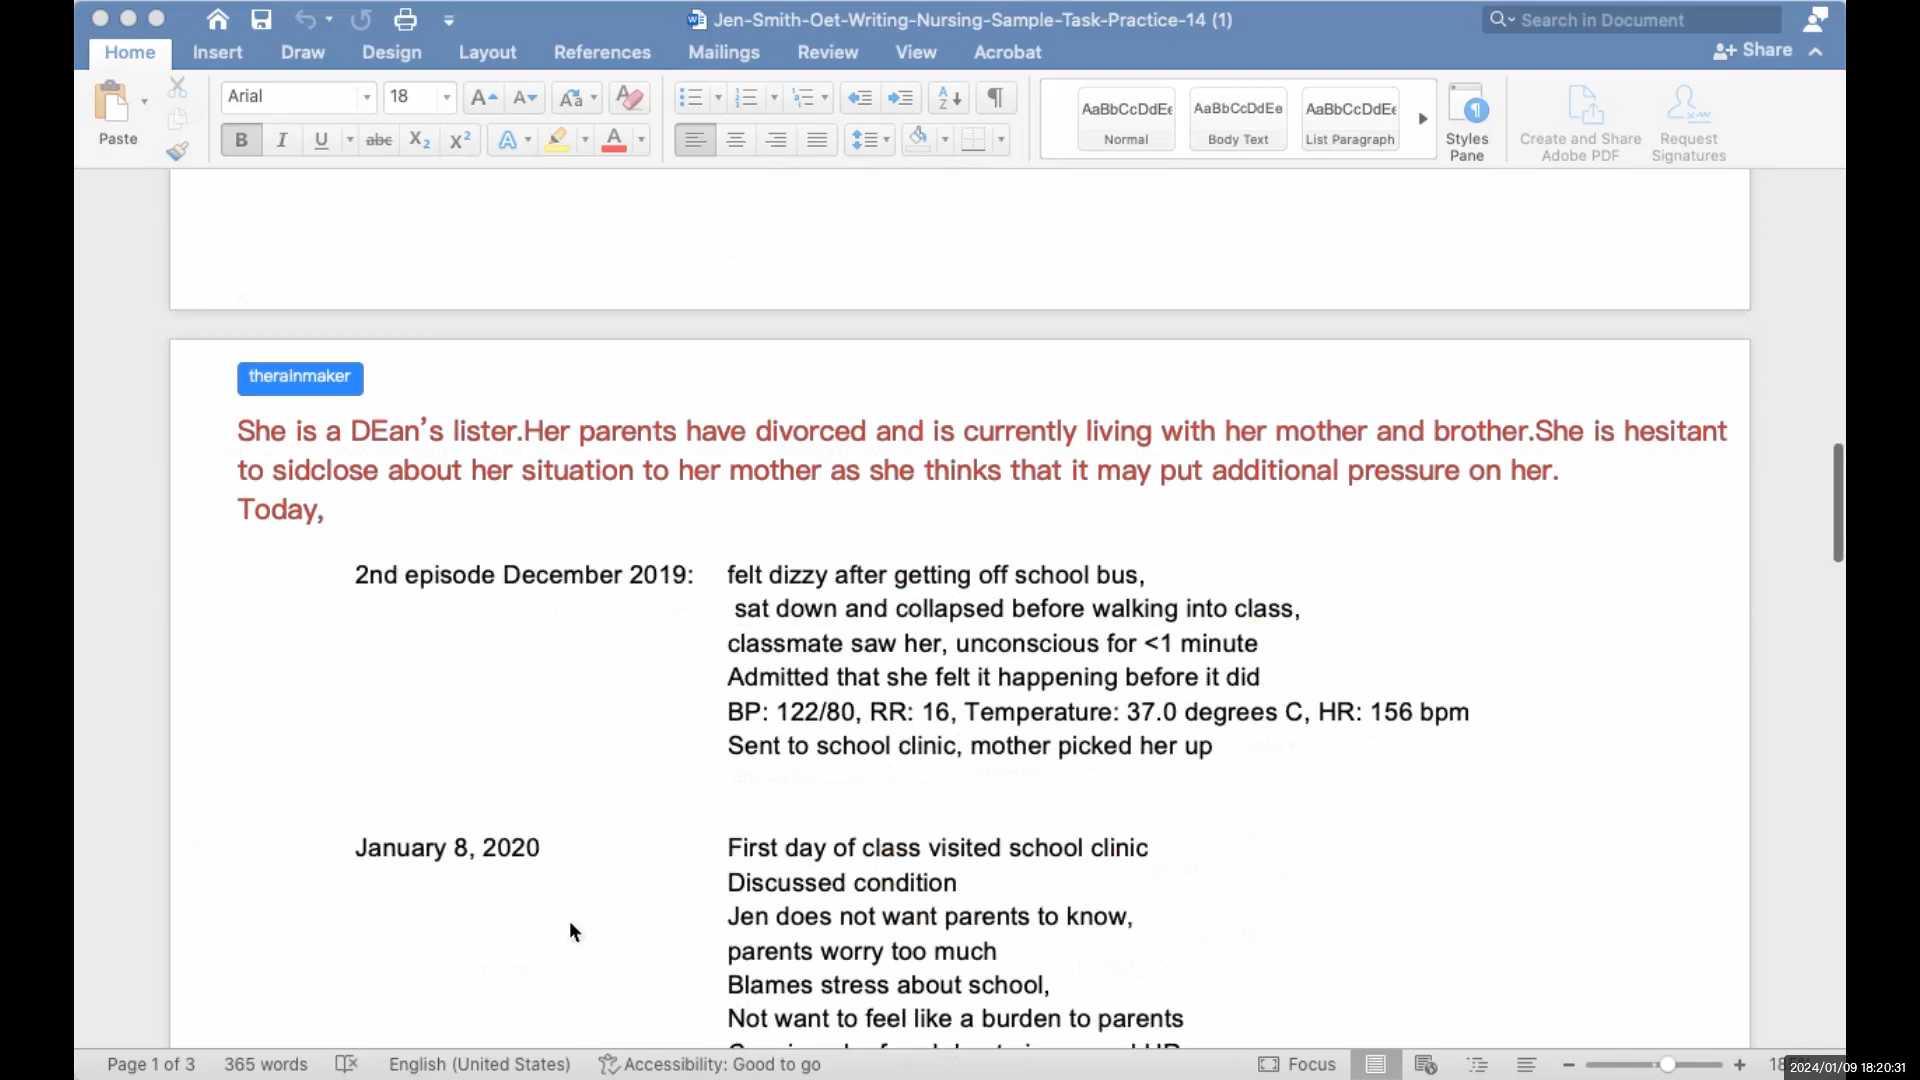 Jen-Smith-Oet-Writing-Nursing-Sample-Task-Practice-14 (1)
Search in Document
Home Insert Draw Design Layout References Mailings Review View Acrobat Share
Arial 18
Paste
AaBbCcDdEe AaBbCcDdEe AaBbCcDdEe
Normal Body Text List Paragraph
Styles Pane
Create and Share Adobe PDF
Request Signatures
therainmaker
She is a DEan's lister.Her parents have divorced and is currently living with her mother and brother.She is hesitant
to sidclose about her situation to her mother as she thinks that it may put additional pressure on her.
Today,
2nd episode December 2019: felt dizzy after getting off school bus,
sat down and collapsed before walking into class,
classmate saw her, unconscious for <1 minute
Admitted that she felt it happening before it did
BP: 122/80, RR: 16, Temperature: 37.0 degrees C, HR: 156 bpm
Sent to school clinic, mother picked her up
January 8, 2020 First day of class visited school clinic
Discussed condition
Jen does not want parents to know,
parents worry too much
Blames stress about school,
Not want to feel like a burden to parents
Page 1 of 3 365 words English (United States) Accessibility: Good to go Focus
2024/01/09 18:20:31